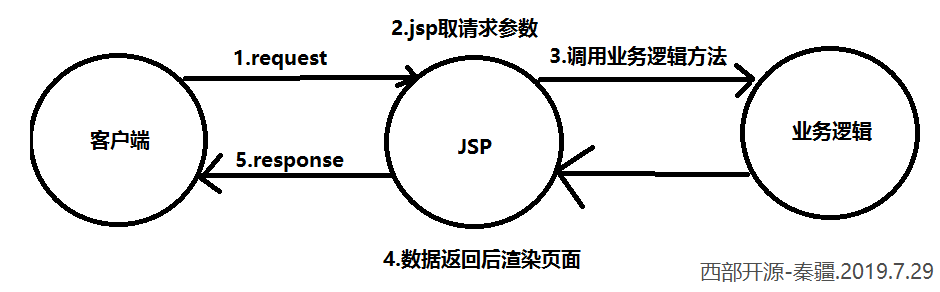 2.jsp取请求参数
1.request
3.调用业务逻辑方法
客户端
JSP
业务逻辑
5.response
4.数据返回后渲染页面
西部开源-秦疆.2019.7.29